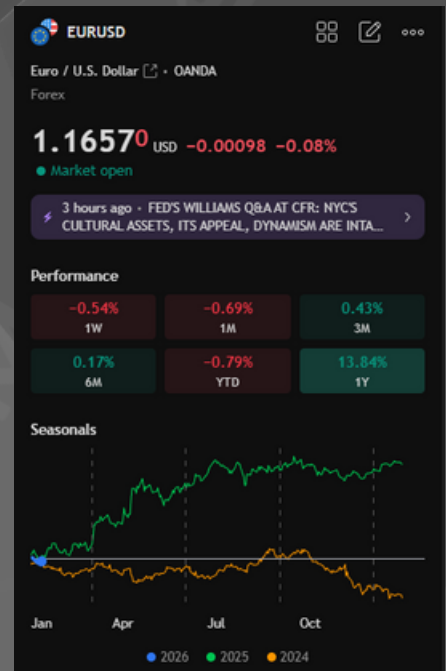 EURUSD
Euro / U.S. Dollar • OANDA
Forex
1.16570 USD −0.00098 −0.08%
Market open
3 hours ago • FED'S WILLIAMS Q&A AT CFR: NYC'S
CULTURAL ASSETS, ITS APPEAL, DYNAMISM ARE INTA...
Performance
−0.54% −0.69% 0.43%
1W 1M 3M
0.17% −0.79% 13.84%
6M YTD 1Y
Seasonals
Jan Apr Jul Oct
2026 2025 2024